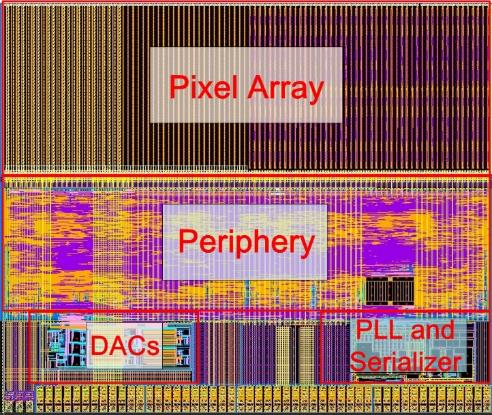 Pixel Array
Periphery
DACs
PLL and
Serializer